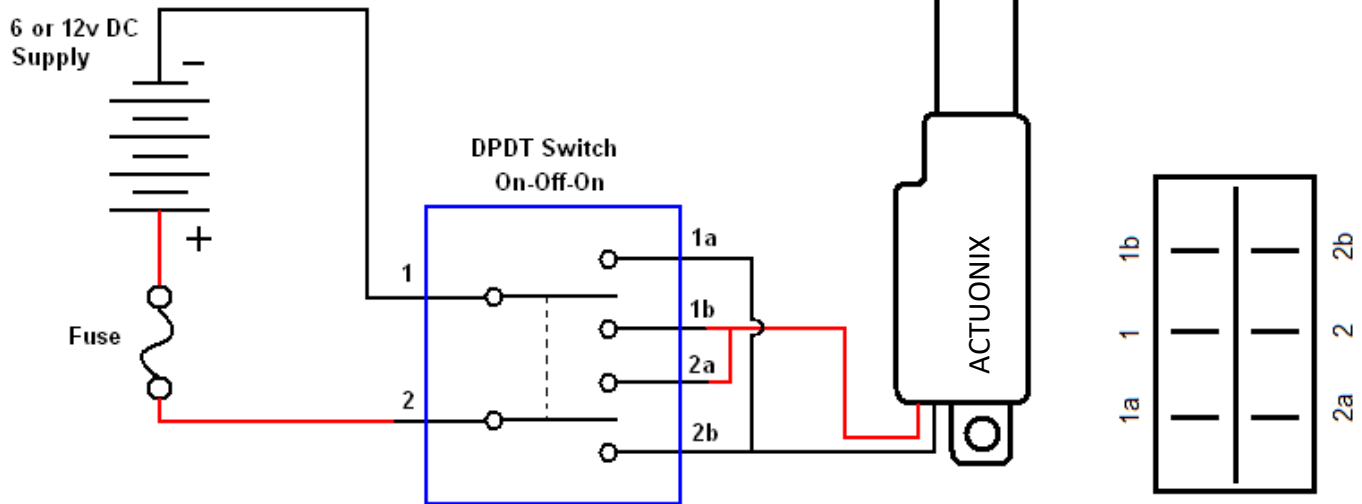 6 or 12v DC
Supply
−
+
Fuse
DPDT Switch
On-Off-On
1
2
1a
1b
2a
2b
ACTUONIX
1b
1
1a
2b
2
2a